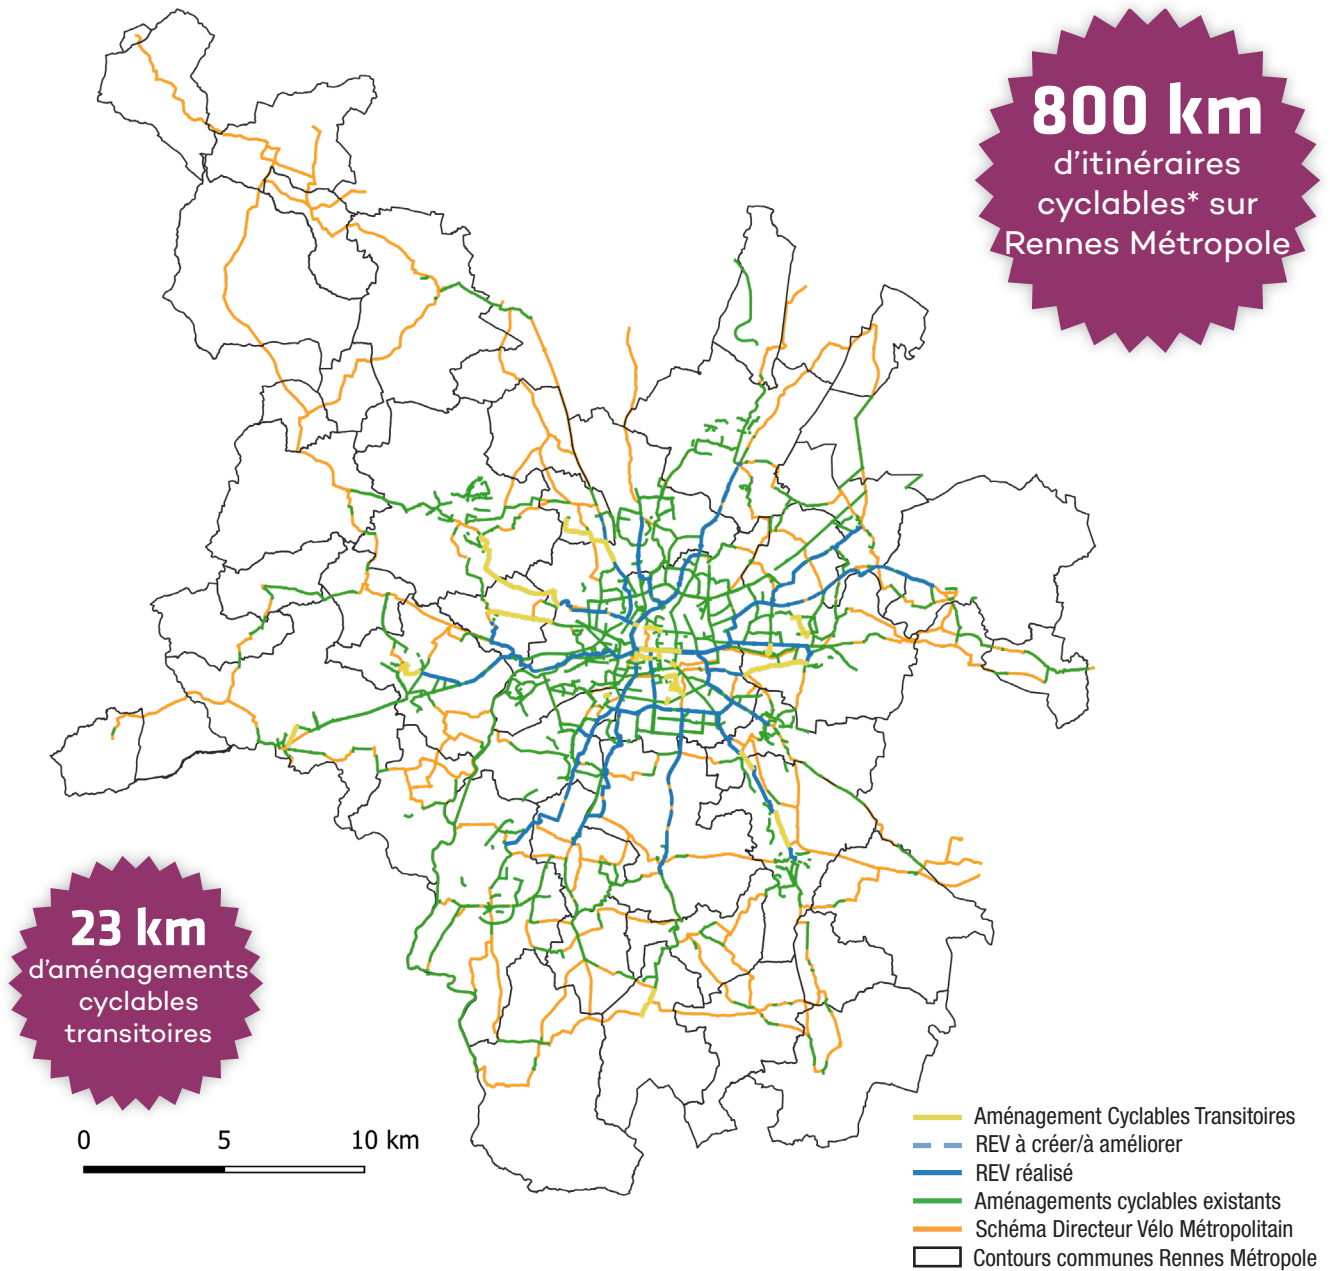 800 km
d'itinéraires
cyclables* sur
Rennes Métropole
23 km
d'aménagements
cyclables
transitoires
0 5 10 km
Aménagement Cyclables Transitoires
REV à créer/à améliorer
REV réalisé
Aménagements cyclables existants
Schéma Directeur Vélo Métropolitain
Contours communes Rennes Métropole